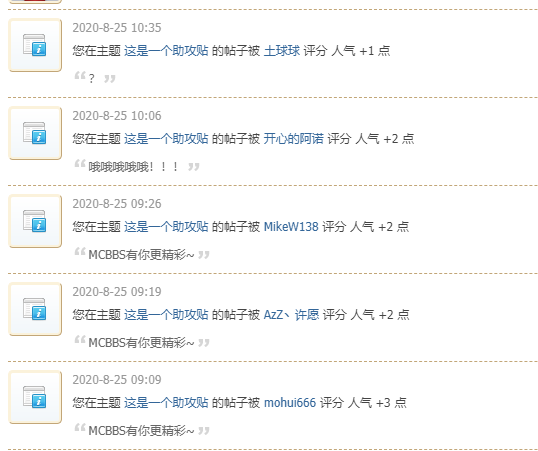 2020-8-25 10:35
您在主题 这是一个助攻贴 的帖子被 土球球 评分 人气 +1 点
“ ? ”
2020-8-25 10:06
您在主题 这是一个助攻贴 的帖子被 开心的阿诺 评分 人气 +2 点
“ 哦哦哦哦哦！！！ ”
2020-8-25 09:26
您在主题 这是一个助攻贴 的帖子被 MikeW138 评分 人气 +2 点
“ MCBBS有你更精彩~ ”
2020-8-25 09:19
您在主题 这是一个助攻贴 的帖子被 AzZ丶许愿 评分 人气 +2 点
“ MCBBS有你更精彩~ ”
2020-8-25 09:09
您在主题 这是一个助攻贴 的帖子被 mohui666 评分 人气 +3 点
“ MCBBS有你更精彩~ ”